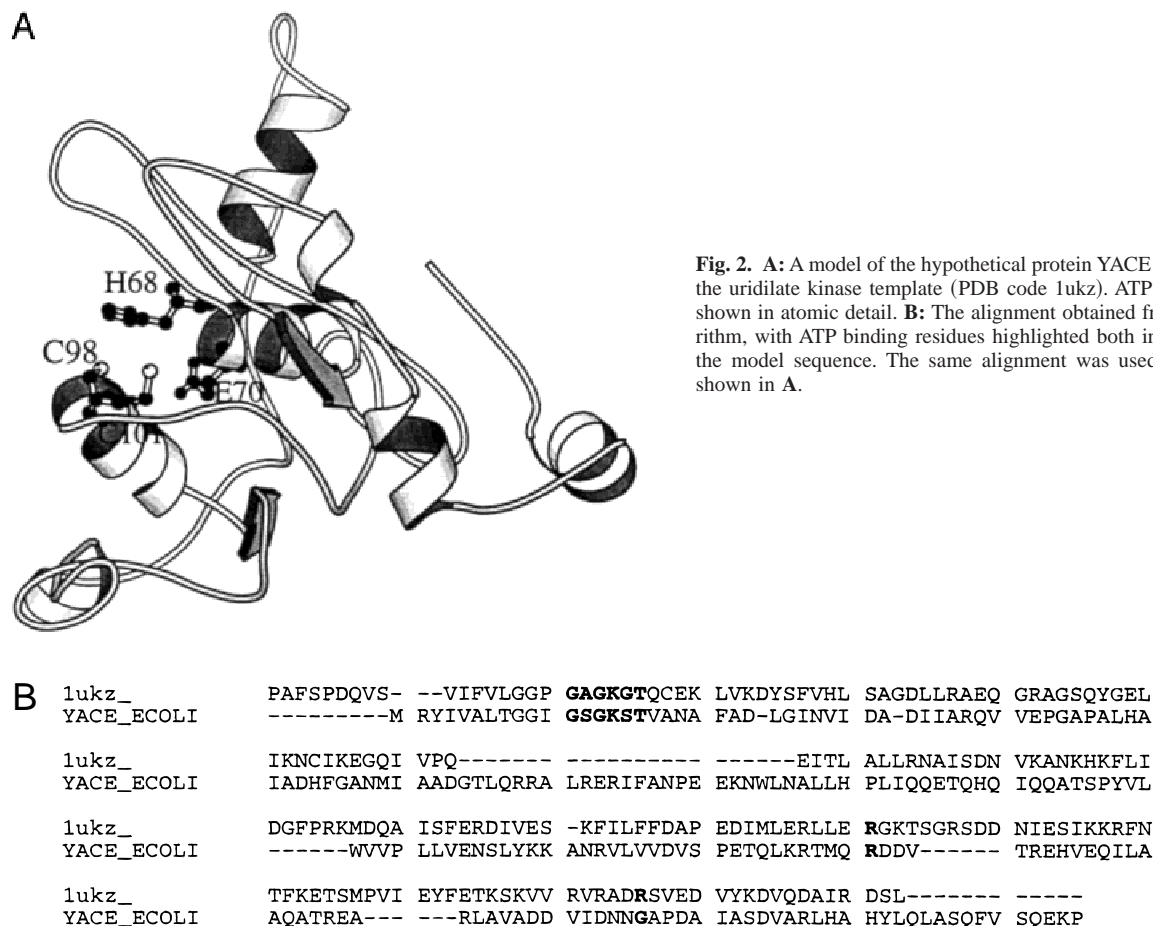 A
H68
C98
E70
C101
Fig. 2. A: A model of the hypothetical protein YACE
the uridilate kinase template (PDB code 1ukz). ATP
shown in atomic detail. B: The alignment obtained fr
rithm, with ATP binding residues highlighted both in
the model sequence. The same alignment was used
shown in A.
B
1ukz_ PAFSPDQVS- --VIFVLGGP GAGKGTQCEK LVKDYSFVHL SAGDLLRAEQ GRAGSQYGEL
YACE_ECOLI ---------M RYIVALTGGI GSGKSTVANA FAD-LGINVI DA-DIIARQV VEPGAPALHA
1ukz_ IKNCIKEGQI VPQ------- ---------- -------EITL ALLRNAISDN VKANKHKFLI
YACE_ECOLI IADHFGANMI AADGTLQRRA LRERIFANPE EKNWLNALLH PLIQQETQHQ IQQATSPYVL
1ukz_ DGFPRKMDQA ISFERDIVES -KFILFFDAP EDIMLERLLE RGKTSGRSDD NIESIKKRFN
YACE_ECOLI ------WVVP LLVENSLYKK ANRVLVVDVS PETQLKRTMQ RDDV------ TREHVEQILA
1ukz_ TFKETSMPVI EYFETKSKVV RVRADRSVED VYKDVQDAIR DSL------- -----
YACE_ECOLI AQATREA--- ---RLAVADD VIDNNGAPDA IASDVARLHA HYLQLASQFV SQEKP